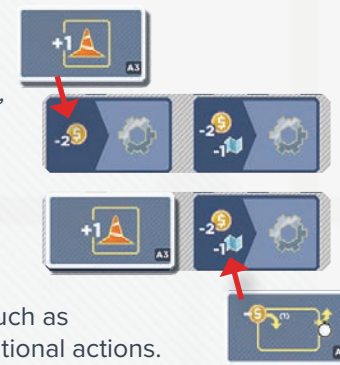 +1
A3
-2 $
-2 $
-1
+1
A3
-2 $
-1
uch as
tional actions.